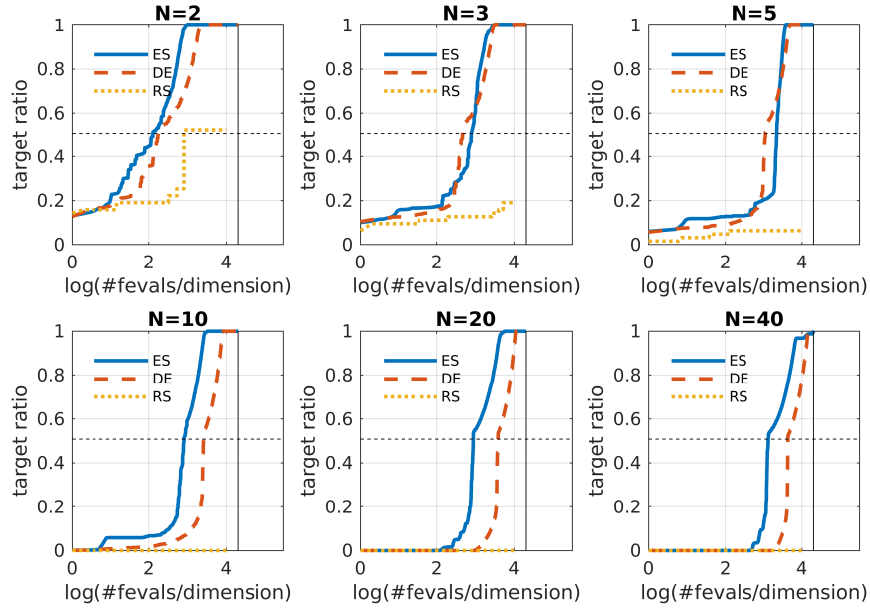 N=2
N=3
N=5
1
0.8
0.6
0.4
0.2
0
target ratio
ES
DE
RS
0 2 4
log(#fevals/dimension)
1
0.8
0.6
0.4
0.2
0
target ratio
ES
DE
RS
0 2 4
log(#fevals/dimension)
1
0.8
0.6
0.4
0.2
0
target ratio
ES
DE
RS
0 2 4
log(#fevals/dimension)
N=10
N=20
N=40
1
0.8
0.6
0.4
0.2
0
target ratio
ES
DE
RS
0 2 4
log(#fevals/dimension)
1
0.8
0.6
0.4
0.2
0
target ratio
ES
DE
RS
0 2 4
log(#fevals/dimension)
1
0.8
0.6
0.4
0.2
0
target ratio
ES
DE
RS
0 2 4
log(#fevals/dimension)